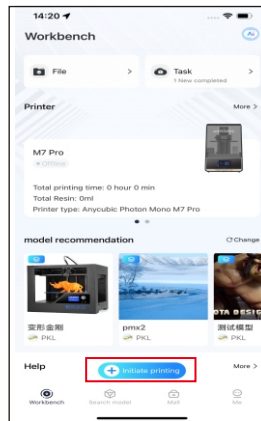 14:20
Workbench
File >
Task >
1 New completed
Printer
More >
M7 Pro
Offline
Total printing time: 0 hour 0 min
Total Resin: 0ml
Printer type: Anycubic Photon Mono M7 Pro
model recommendation
Change
变形金刚
pmx2
测试模型
PKL
PKL
PKL
Help
+ Initiate printing
More >
Workbench
Search model
Mall
Me